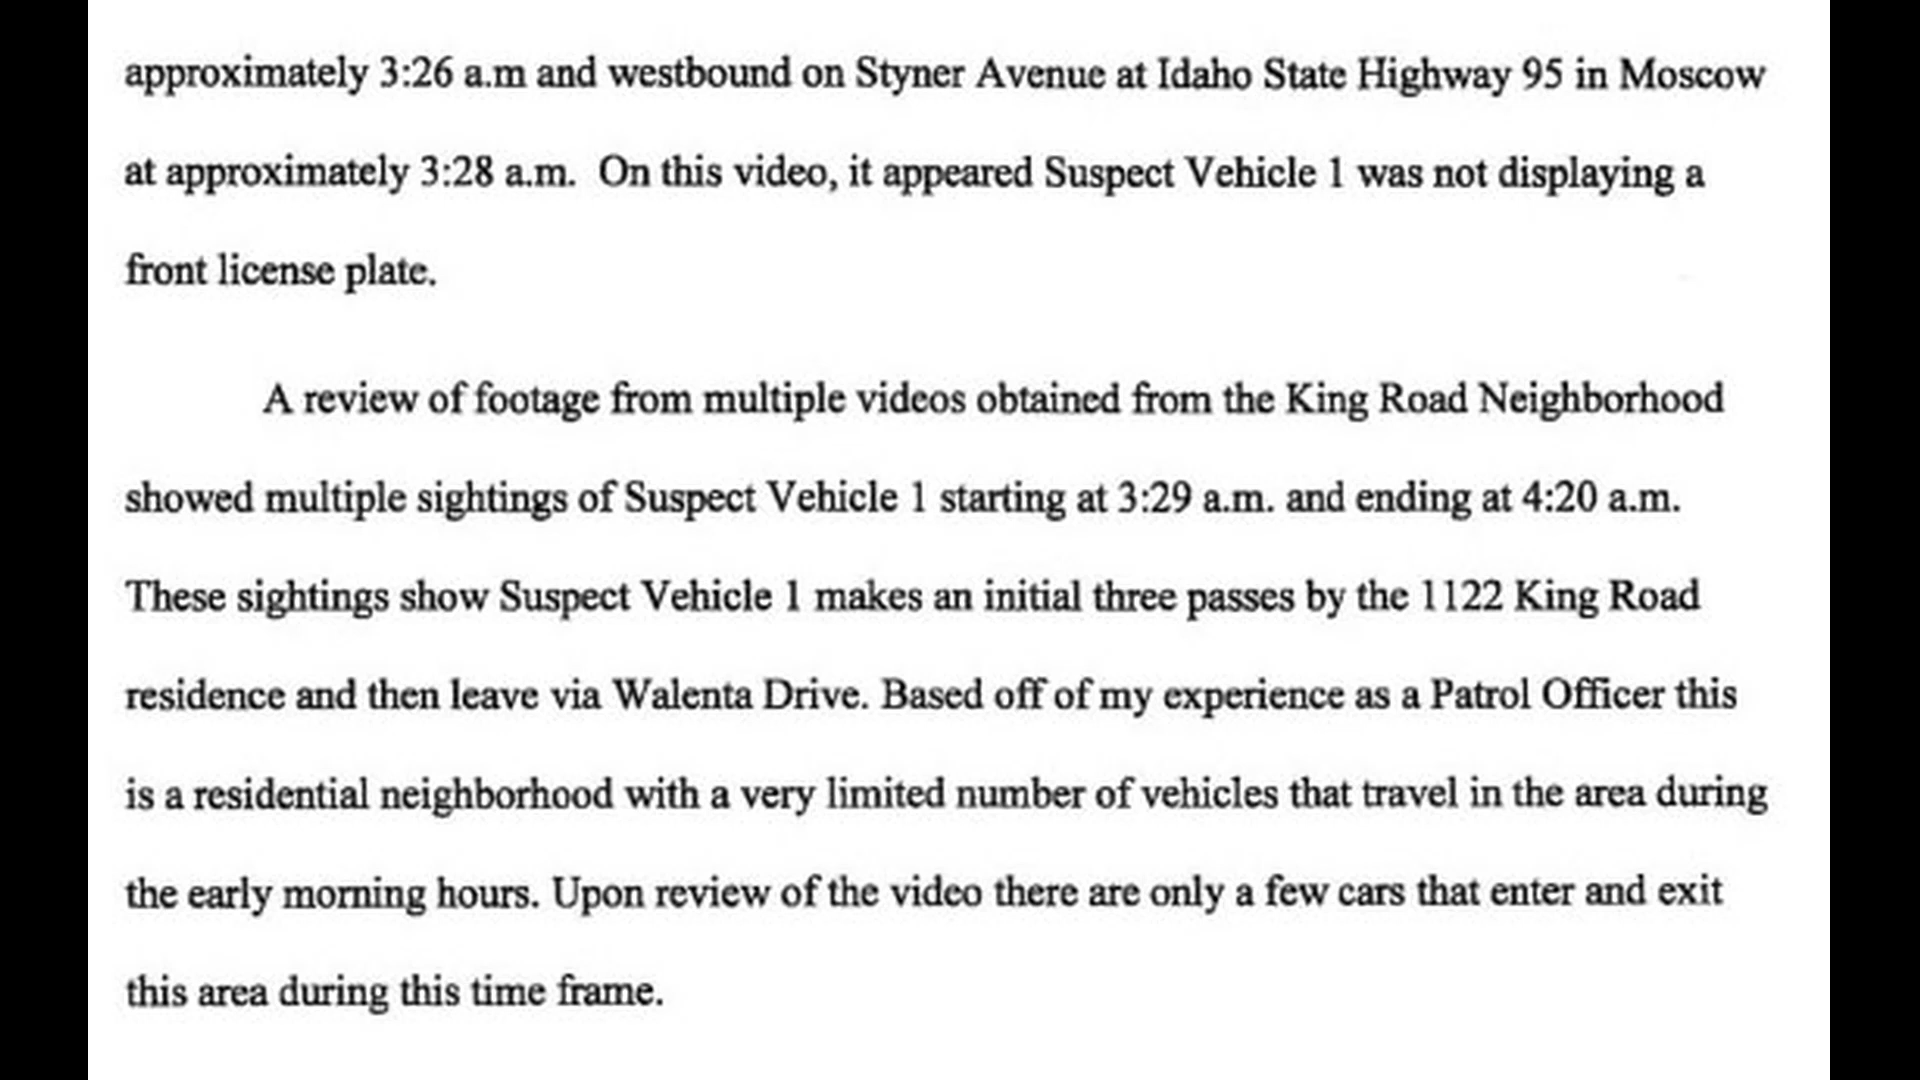 approximately 3:26 a.m and westbound on Styner Avenue at Idaho State Highway 95 in Moscow
at approximately 3:28 a.m.  On this video, it appeared Suspect Vehicle 1 was not displaying a
front license plate.
A review of footage from multiple videos obtained from the King Road Neighborhood
showed multiple sightings of Suspect Vehicle 1 starting at 3:29 a.m. and ending at 4:20 a.m.
These sightings show Suspect Vehicle 1 makes an initial three passes by the 1122 King Road
residence and then leave via Walenta Drive. Based off of my experience as a Patrol Officer this
is a residential neighborhood with a very limited number of vehicles that travel in the area during
the early morning hours. Upon review of the video there are only a few cars that enter and exit
this area during this time frame.